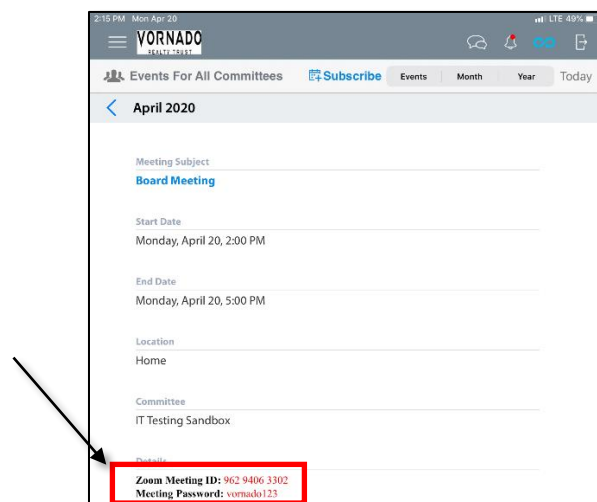 2:15 PM Mon Apr 20 LTE 49%
VORNADO
REALTY TRUST
Events For All Committees Subscribe Events Month Year Today
April 2020
Meeting Subject
Board Meeting
Start Date
Monday, April 20, 2:00 PM
End Date
Monday, April 20, 5:00 PM
Location
Home
Committee
IT Testing Sandbox
Details
Zoom Meeting ID: 962 9406 3302
Meeting Password: vornado123